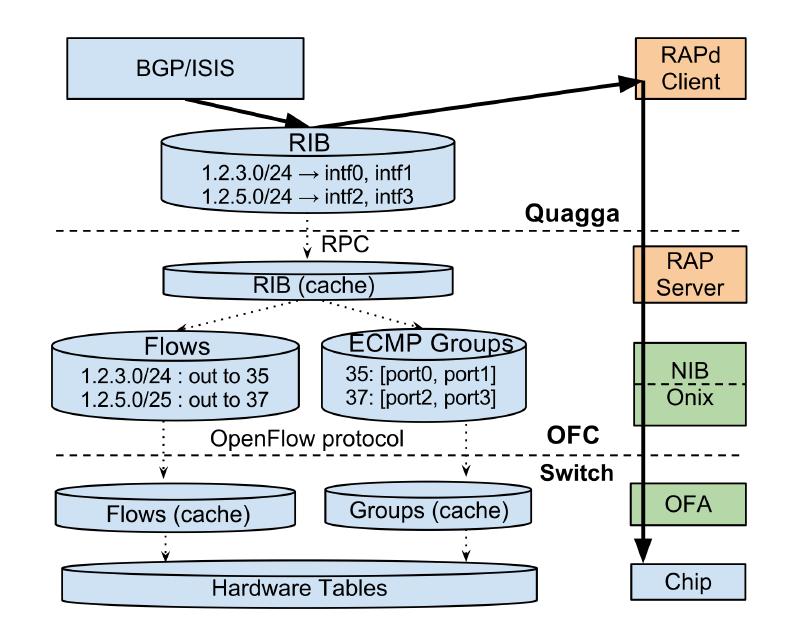 BGP/ISIS
RAPd
Client
RIB
1.2.3.0/24 → intf0, intf1
1.2.5.0/24 → intf2, intf3
Quagga
RPC
RIB (cache)
RAP
Server
Flows
1.2.3.0/24 : out to 35
1.2.5.0/25 : out to 37
ECMP Groups
35: [port0, port1]
37: [port2, port3]
NIB
Onix
OpenFlow protocol
OFC
Switch
Flows (cache)
Groups (cache)
OFA
Hardware Tables
Chip